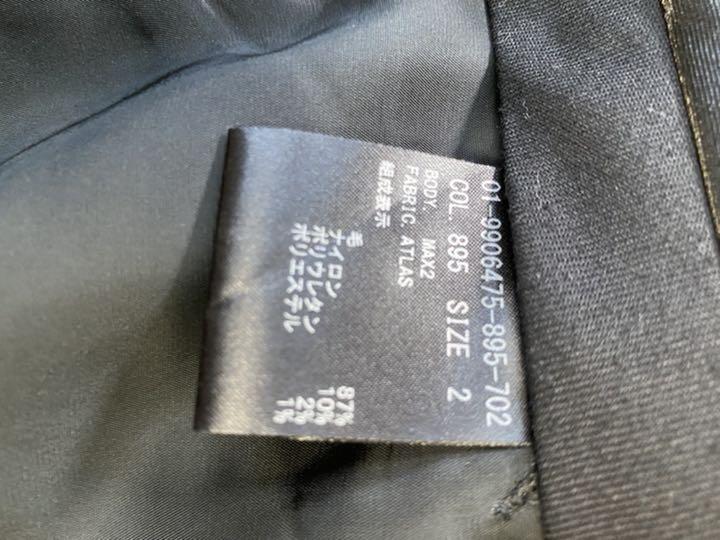 01-9906475-895-702
COL. 895 SIZE 2
BODY. MAX2
FABRIC. ATLAS
組成表示
毛 87%
ナイロン 10%
ポリウレタン 2%
ポリエステル 1%